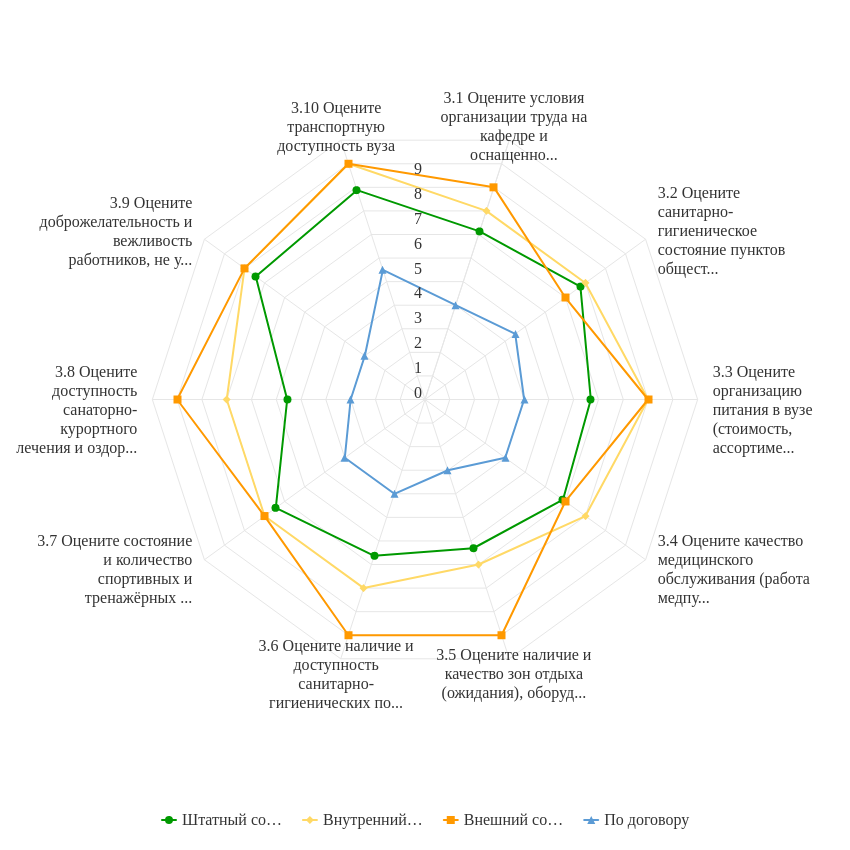 3.10 Оцените
транспортную
доступность вуза
3.1 Оцените условия
организации труда на
кафедре и
оснащенно...
3.2 Оцените
санитарно-
гигиеническое
состояние пунктов
общест...
3.3 Оцените
организацию
питания в вузе
(стоимость,
ассортиме...
3.4 Оцените качество
медицинского
обслуживания (работа
медпу...
3.5 Оцените наличие и
качество зон отдыха
(ожидания), оборуд...
3.6 Оцените наличие и
доступность
санитарно-
гигиенических по...
3.7 Оцените состояние
и количество
спортивных и
тренажёрных ...
3.8 Оцените
доступность
санаторно-
курортного
лечения и оздор...
3.9 Оцените
доброжелательность и
вежливость
работников, не у...
9
8
7
6
5
4
3
2
1
0
Штатный со…
Внутренний…
Внешний со…
По договору